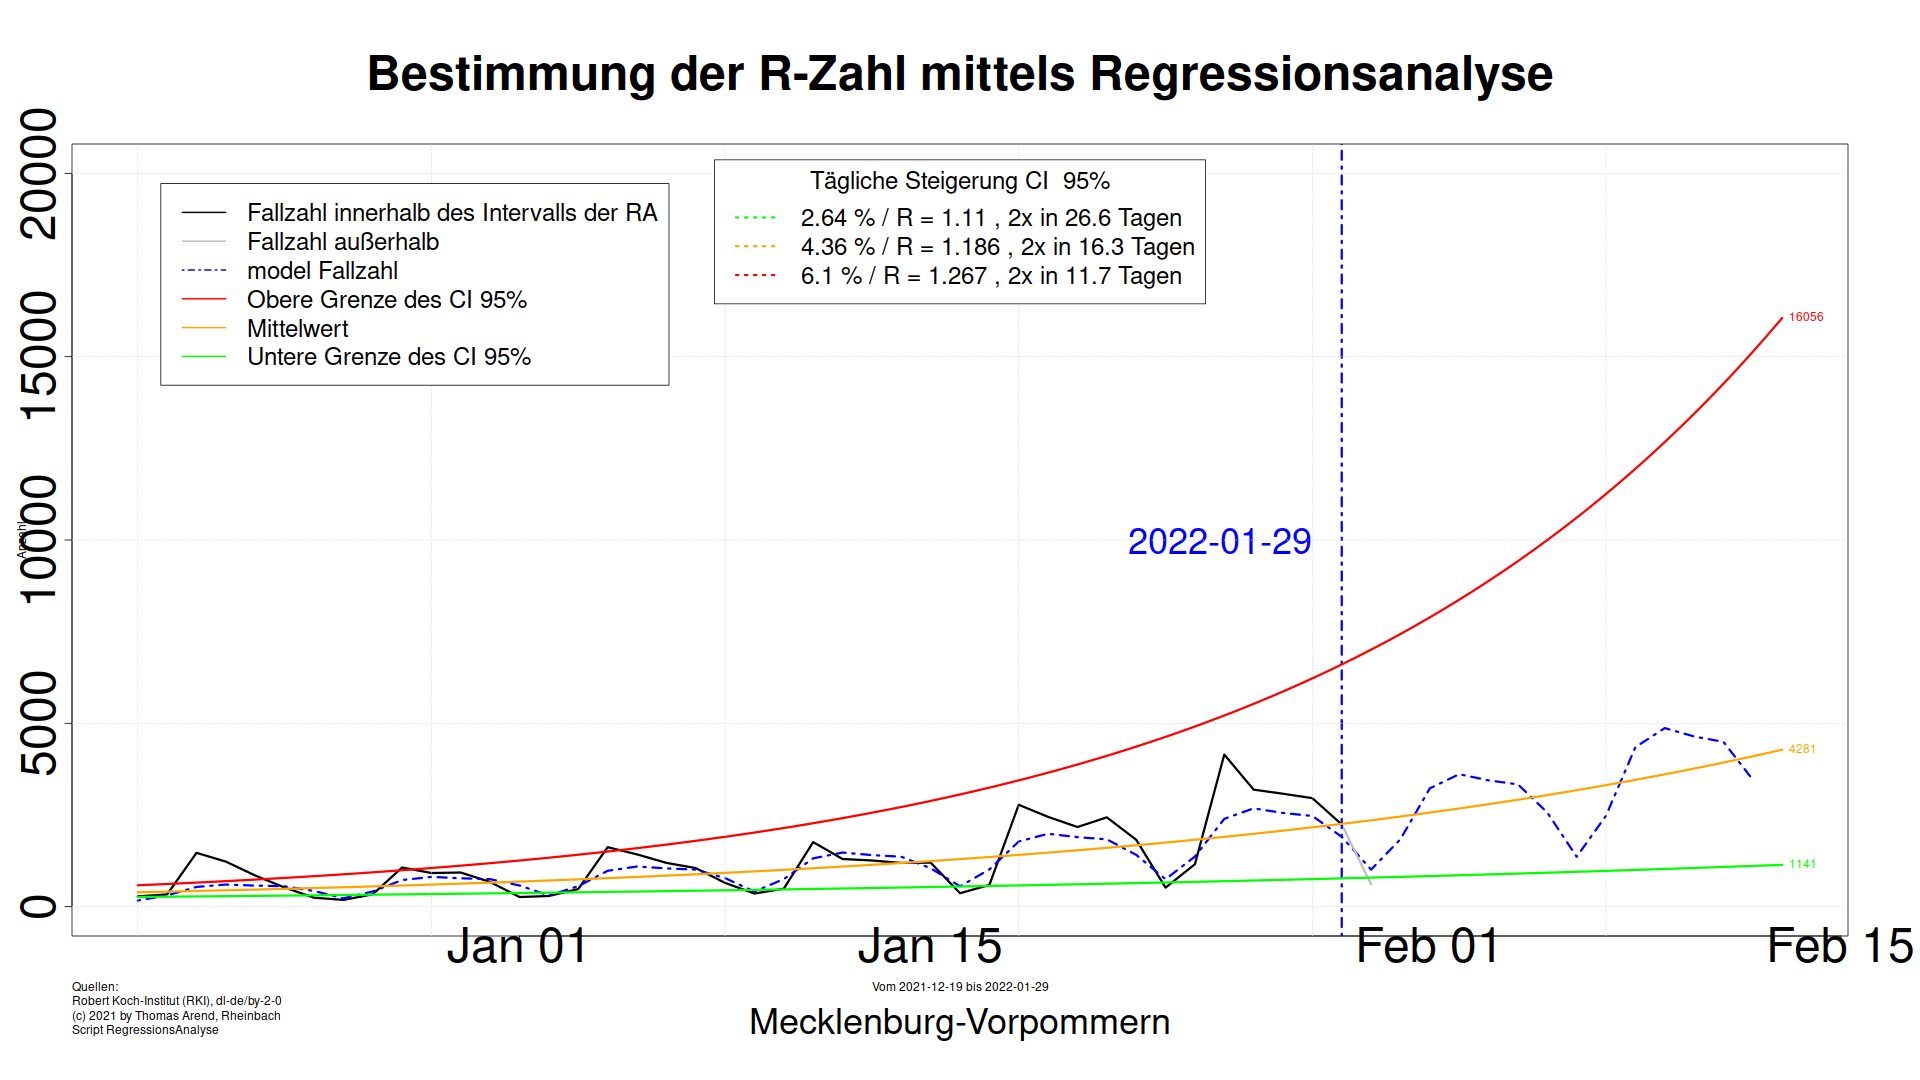 Bestimmung der R-Zahl mittels Regressionsanalyse
20000
15000
10000
5000
0
Anzahl
Fallzahl innerhalb des Intervalls der RA
Fallzahl außerhalb
model Fallzahl
Obere Grenze des CI 95%
Mittelwert
Untere Grenze des CI 95%
Tägliche Steigerung CI  95%
2.64 % / R = 1.11 , 2x in 26.6 Tagen
4.36 % / R = 1.186 , 2x in 16.3 Tagen
6.1 % / R = 1.267 , 2x in 11.7 Tagen
16056
2022-01-29
4281
1141
Jan 01
Jan 15
Feb 01
Feb 15
Quellen:
Robert Koch-Institut (RKI), dl-de/by-2-0
(c) 2021 by Thomas Arend, Rheinbach
Script RegressionsAnalyse
Vom 2021-12-19 bis 2022-01-29
Mecklenburg-Vorpommern